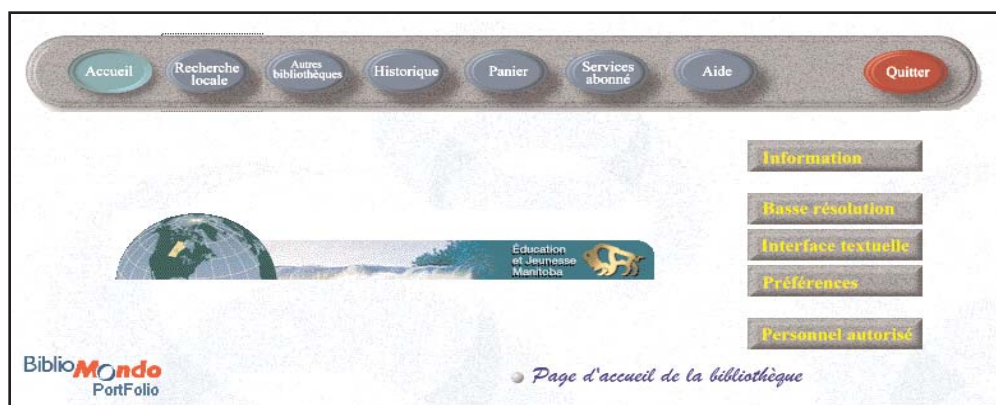 Accueil
Recherche
locale
Autres
bibliothèques
Historique
Panier
Services
abonné
Aide
Quitter
Information
Basse résolution
Interface textuelle
Préférences
Personnel autorisé
Éducation
et Jeunesse
Manitoba
BiblioMondo
PortFolio
Page d'accueil de la bibliothèque